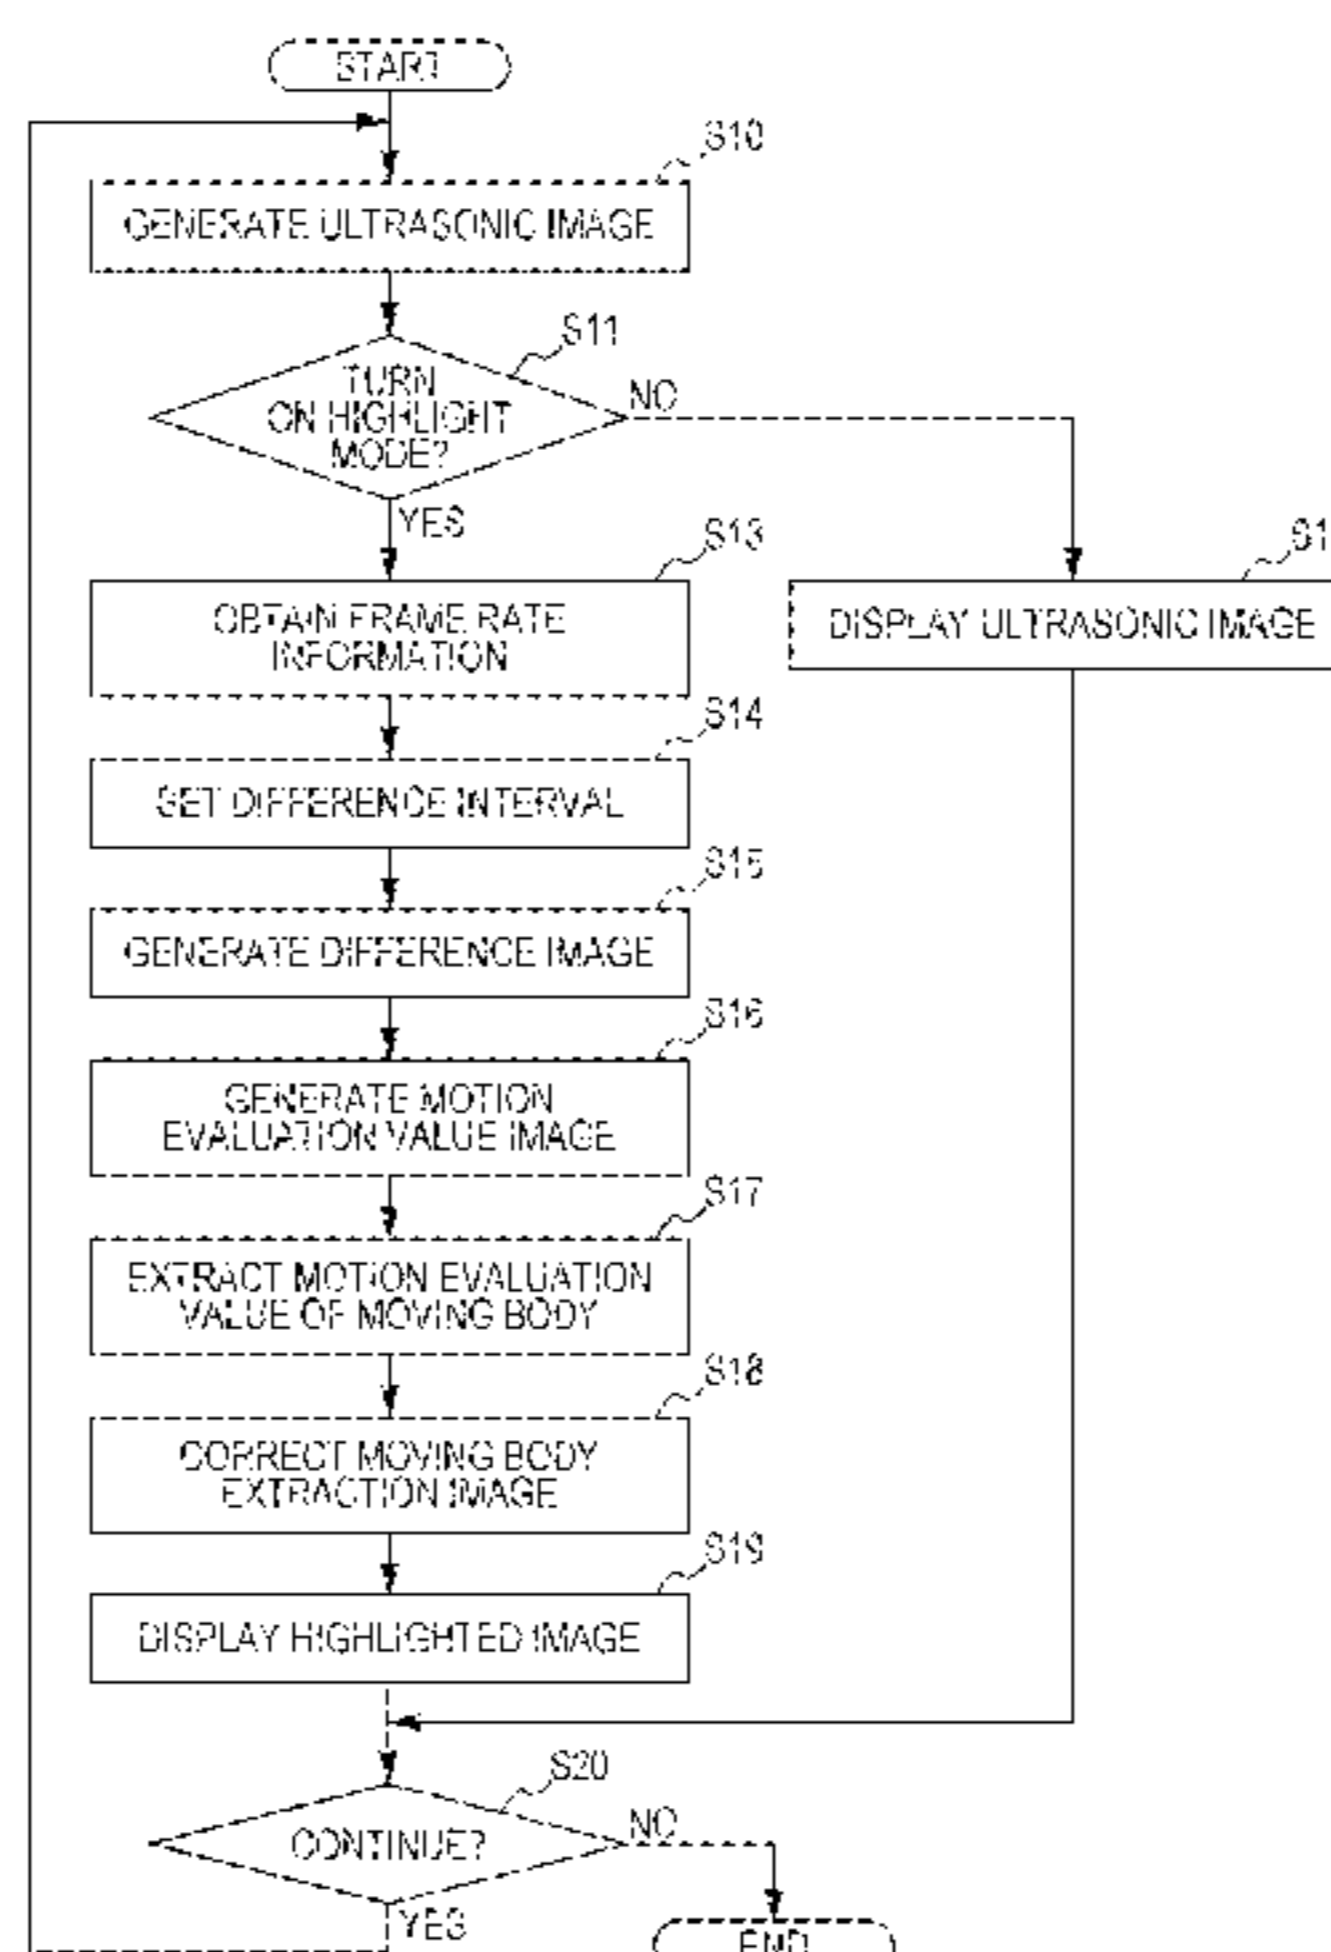 START
S10
GENERATE ULTRASONIC IMAGE
S11
TURN
ON HIGHLIGHT
MODE?
NO
YES
S13
OBTAIN FRAME RATE
INFORMATION
S1
DISPLAY ULTRASONIC IMAGE
S14
SET DIFFERENCE INTERVAL
S15
GENERATE DIFFERENCE IMAGE
S16
GENERATE MOTION
EVALUATION VALUE IMAGE
S17
EXTRACT MOTION EVALUATION
VALUE OF MOVING BODY
S18
CORRECT MOVING BODY
EXTRACTION IMAGE
S19
DISPLAY HIGHLIGHTED IMAGE
S20
CONTINUE?
NO
YES
END